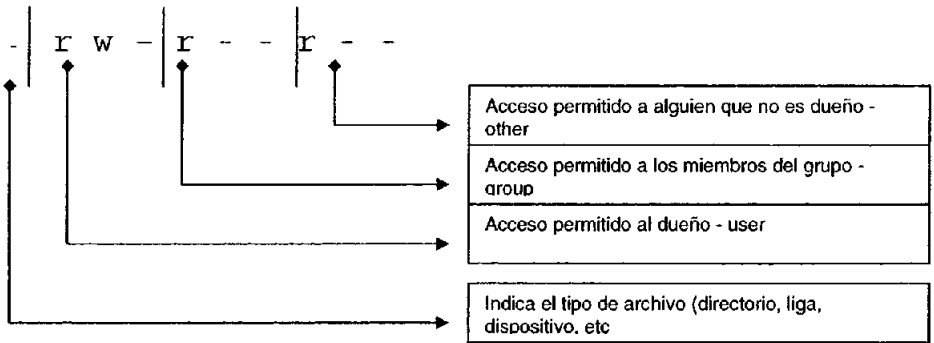 - r w - r - - r - -
Acceso permitido a alguien que no es dueño -
other
Acceso permitido a los miembros del grupo -
group
Acceso permitido al dueño - user
Indica el tipo de archivo (directorio, liga,
dispositivo, etc